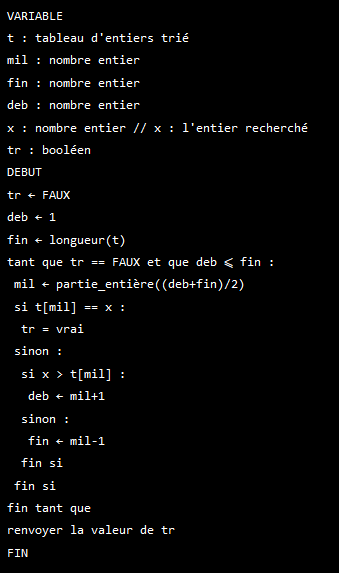 VARIABLE
t : tableau d'entiers trié
mil : nombre entier
fin : nombre entier
deb : nombre entier
x : nombre entier // x : l'entier recherché
tr : booléen
DEBUT
tr ← FAUX
deb ← 1
fin ← longueur(t)
tant que tr == FAUX et que deb ⩽ fin :
mil ← partie_entière((deb+fin)/2)
si t[mil] == x :
tr = vrai
sinon :
si x > t[mil] :
deb ← mil+1
sinon :
fin ← mil-1
fin si
fin si
fin tant que
renvoyer la valeur de tr
FIN